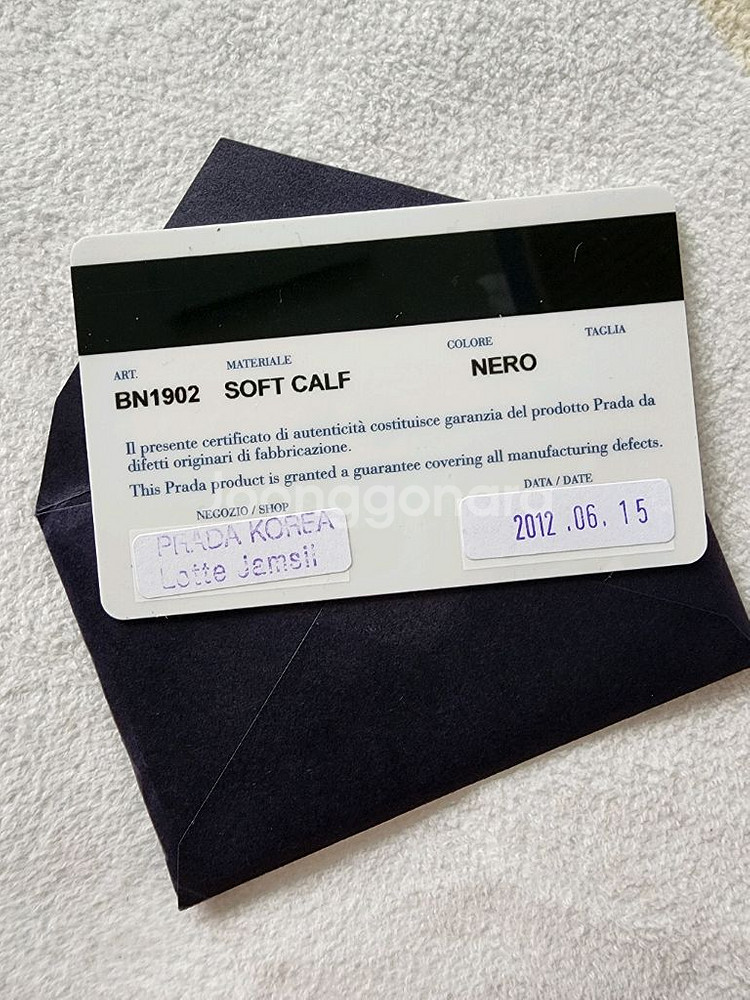 ART. MATERIALE COLORE TAGLIA
BN1902 SOFT CALF NERO
Il presente certificato di autenticità costituisce garanzia del prodotto Prada da
difetti originari di fabbricazione.
This Prada product is granted a guarantee covering all manufacturing defects.
joonggonara
NEGOZIO / SHOP DATA / DATE
PRADA KOREA 2012 .06. 15
Lotte Jamsil